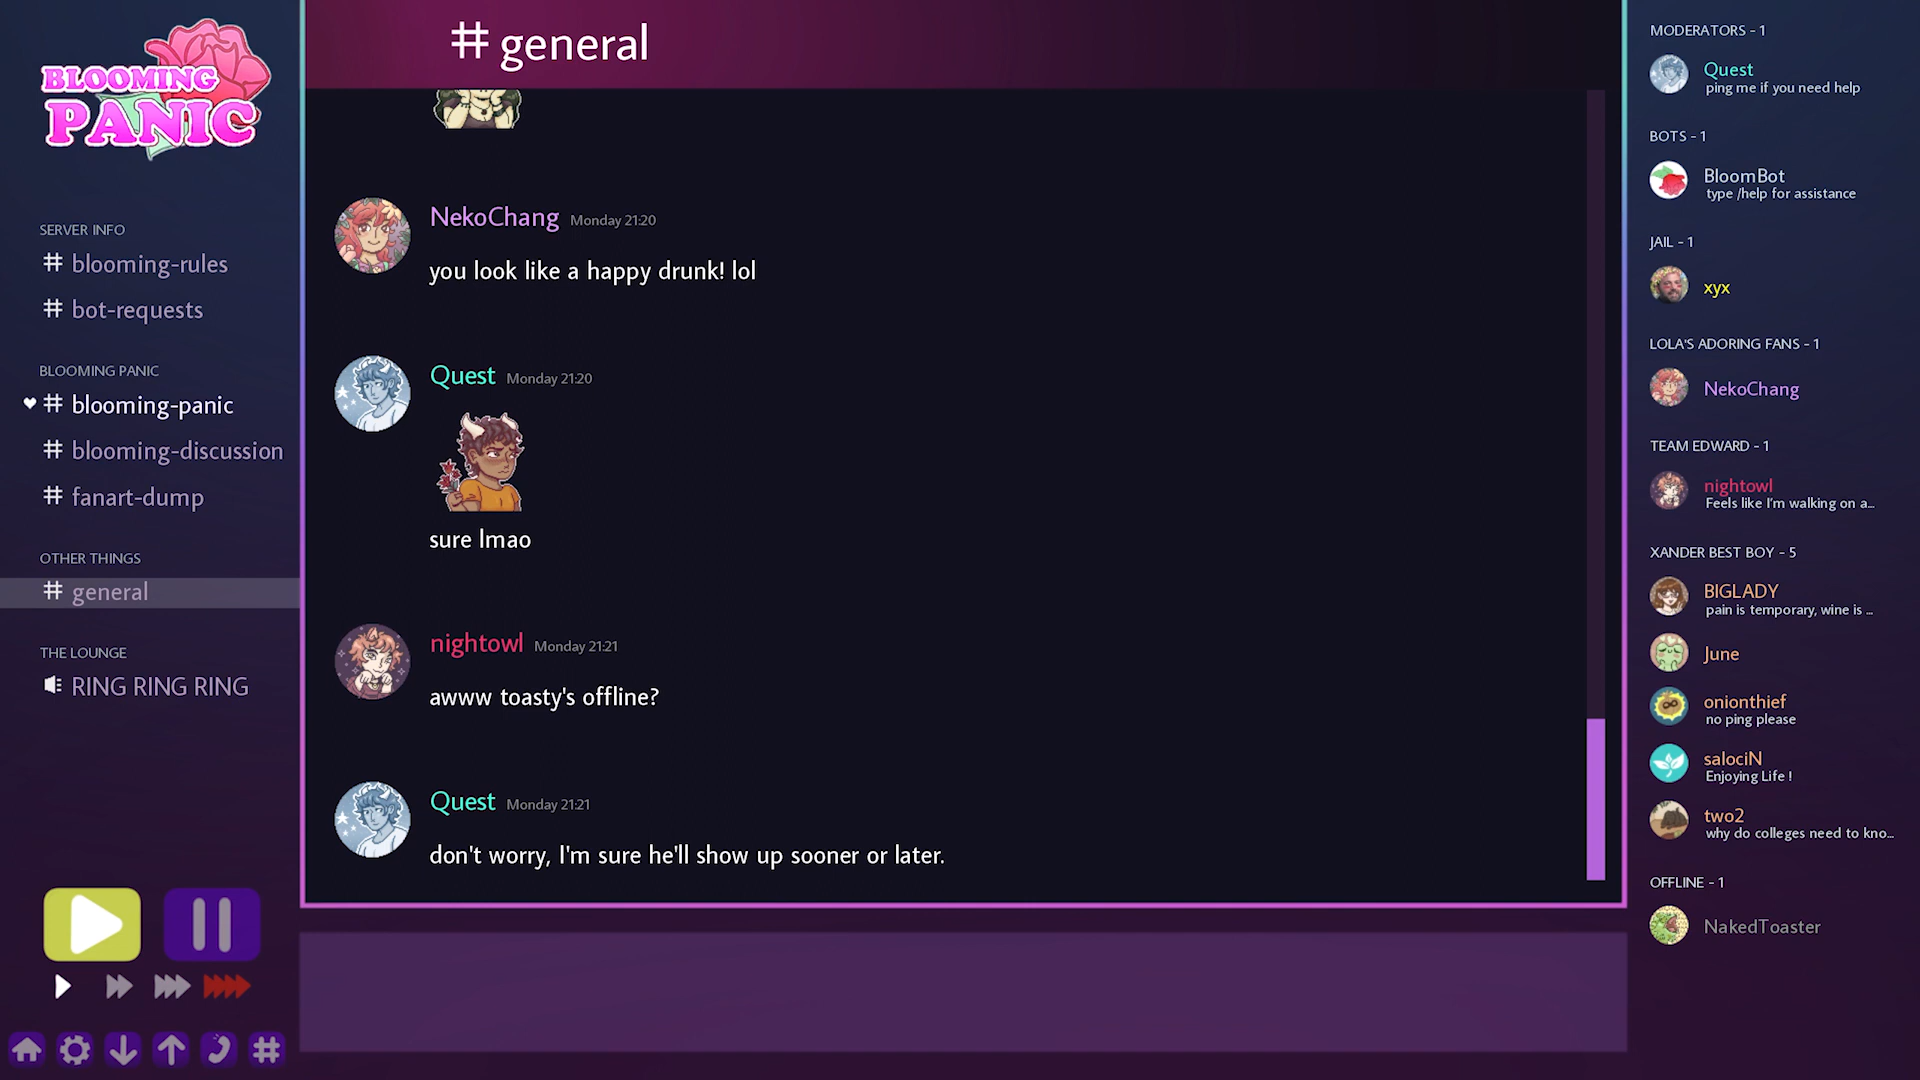 BLOOMING
PANIC
SERVER INFO
# blooming-rules
# bot-requests
BLOOMING PANIC
# blooming-panic
# blooming-discussion
# fanart-dump
OTHER THINGS
# general
THE LOUNGE
RING RING RING
# general
NekoChang Monday 21:20
you look like a happy drunk! lol
Quest Monday 21:20
sure lmao
nightowl Monday 21:21
awww toasty's offline?
Quest Monday 21:21
don't worry, I'm sure he'll show up sooner or later.
MODERATORS - 1
Quest
ping me if you need help
BOTS - 1
BloomBot
type /help for assistance
JAIL - 1
xyx
LOLA'S ADORING FANS - 1
NekoChang
TEAM EDWARD - 1
nightowl
Feels like I'm walking on a...
XANDER BEST BOY - 5
BIGLADY
pain is temporary, wine is ...
June
onionthief
no ping please
salociN
Enjoying Life !
two2
why do colleges need to kno...
OFFLINE - 1
NakedToaster